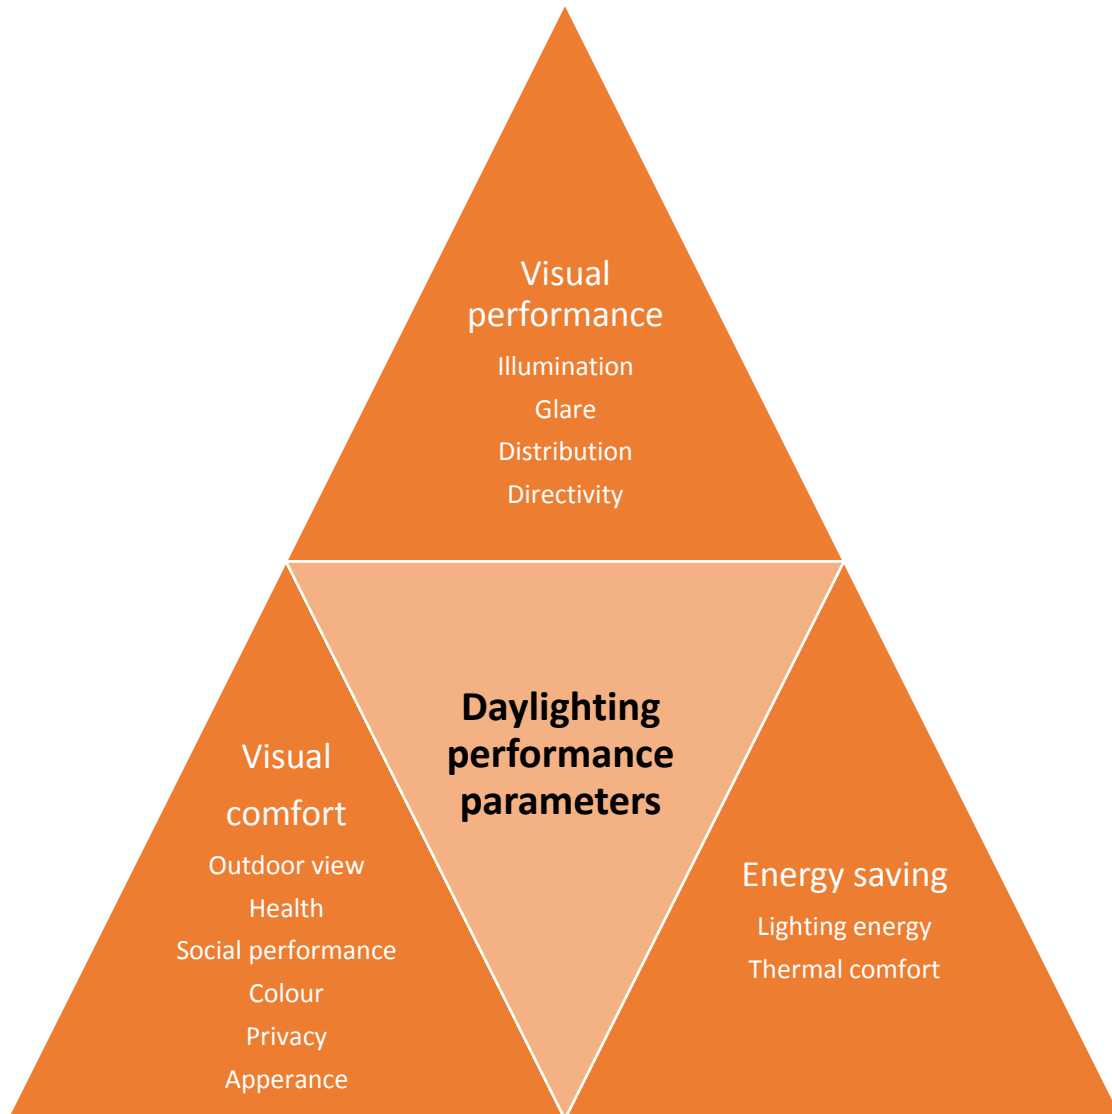 Visual
performance
Illumination
Glare
Distribution
Directivity
Daylighting
performance
parameters
Visual
comfort
Outdoor view
Health
Social performance
Colour
Privacy
Apperance
Energy saving
Lighting energy
Thermal comfort